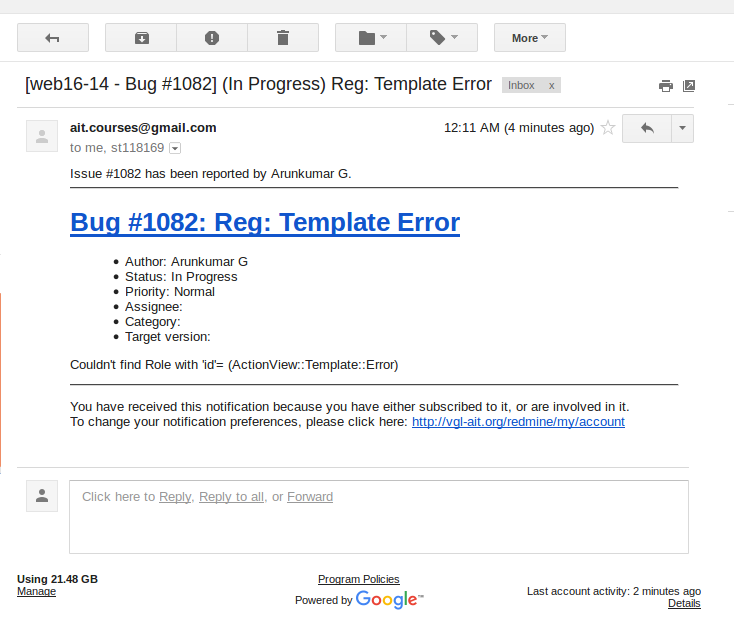 More
[web16-14 - Bug #1082] (In Progress) Reg: Template Error Inbox x
ait.courses@gmail.com 12:11 AM (4 minutes ago)
to me, st118169
Issue #1082 has been reported by Arunkumar G.
Bug #1082: Reg: Template Error
Author: Arunkumar G
Status: In Progress
Priority: Normal
Assignee:
Category:
Target version:
Couldn't find Role with 'id'= (ActionView::Template::Error)
You have received this notification because you have either subscribed to it, or are involved in it.
To change your notification preferences, please click here: http://vgl-ait.org/redmine/my/account
Click here to Reply, Reply to all, or Forward
Using 21.48 GB
Manage
Program Policies
Powered by Google™
Last account activity: 2 minutes ago
Details